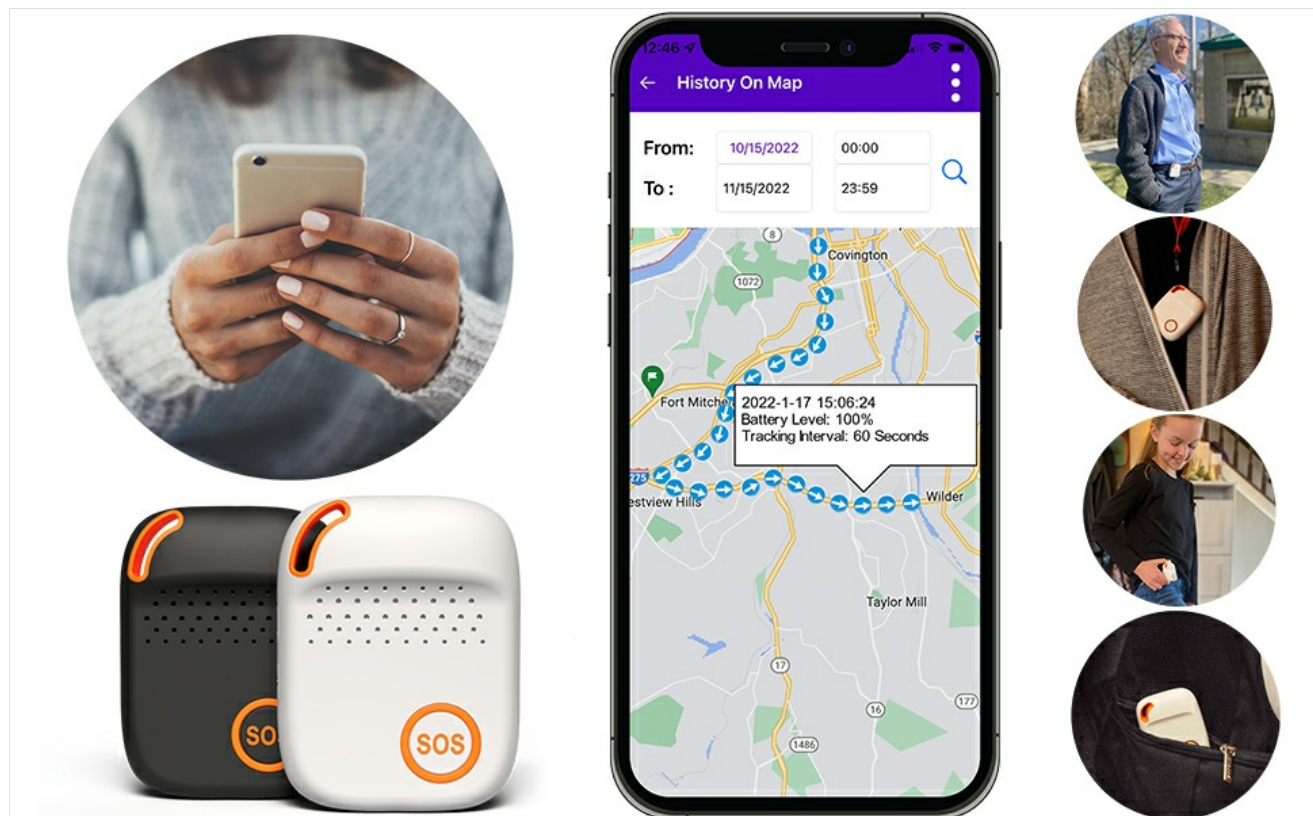 12:46
History On Map
From:
10/15/2022
00:00
To :
11/15/2022
23:59
8
Covington
1072
Fort Mitche
2022-1-17 15:06:24
Battery Level: 100%
Tracking Interval: 60 Seconds
275
estview Hills
Wilder
Taylor Mill
17
16
177
1486
SO
SOS